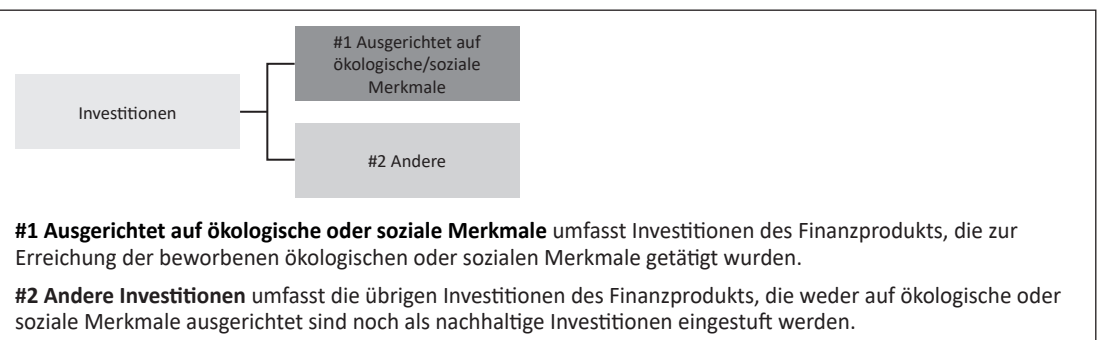 #1 Ausgerichtet auf
ökologische/soziale
Merkmale
Investitionen
#2 Andere
#1 Ausgerichtet auf ökologische oder soziale Merkmale umfasst Investitionen des Finanzprodukts, die zur
Erreichung der beworbenen ökologischen oder sozialen Merkmale getätigt wurden.
#2 Andere Investitionen umfasst die übrigen Investitionen des Finanzprodukts, die weder auf ökologische oder
soziale Merkmale ausgerichtet sind noch als nachhaltige Investitionen eingestuft werden.